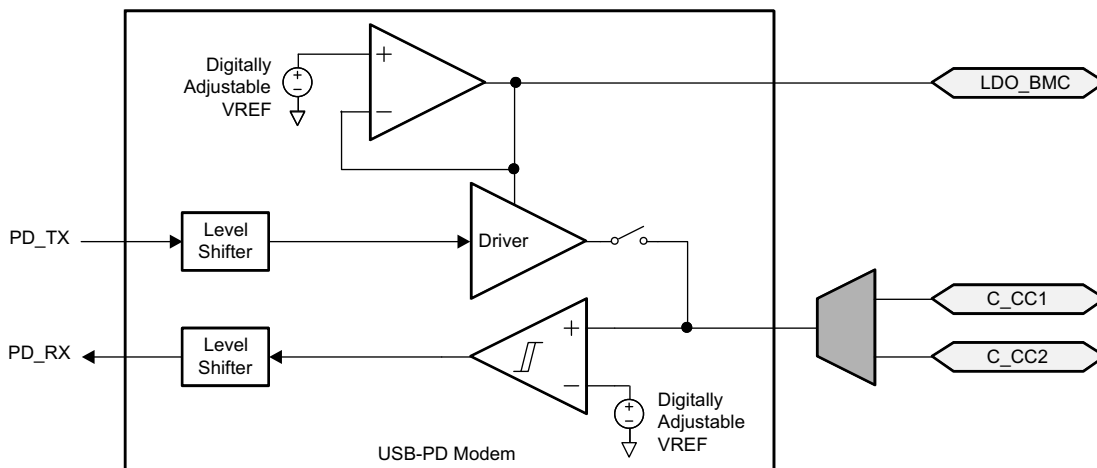 Digitally
Adjustable
VREF
+
−
+
−
LDO_BMC
PD_TX
Level
Shifter
Driver
C_CC1
PD_RX
Level
Shifter
+
−
C_CC2
+
−
Digitally
Adjustable
VREF
USB-PD Modem